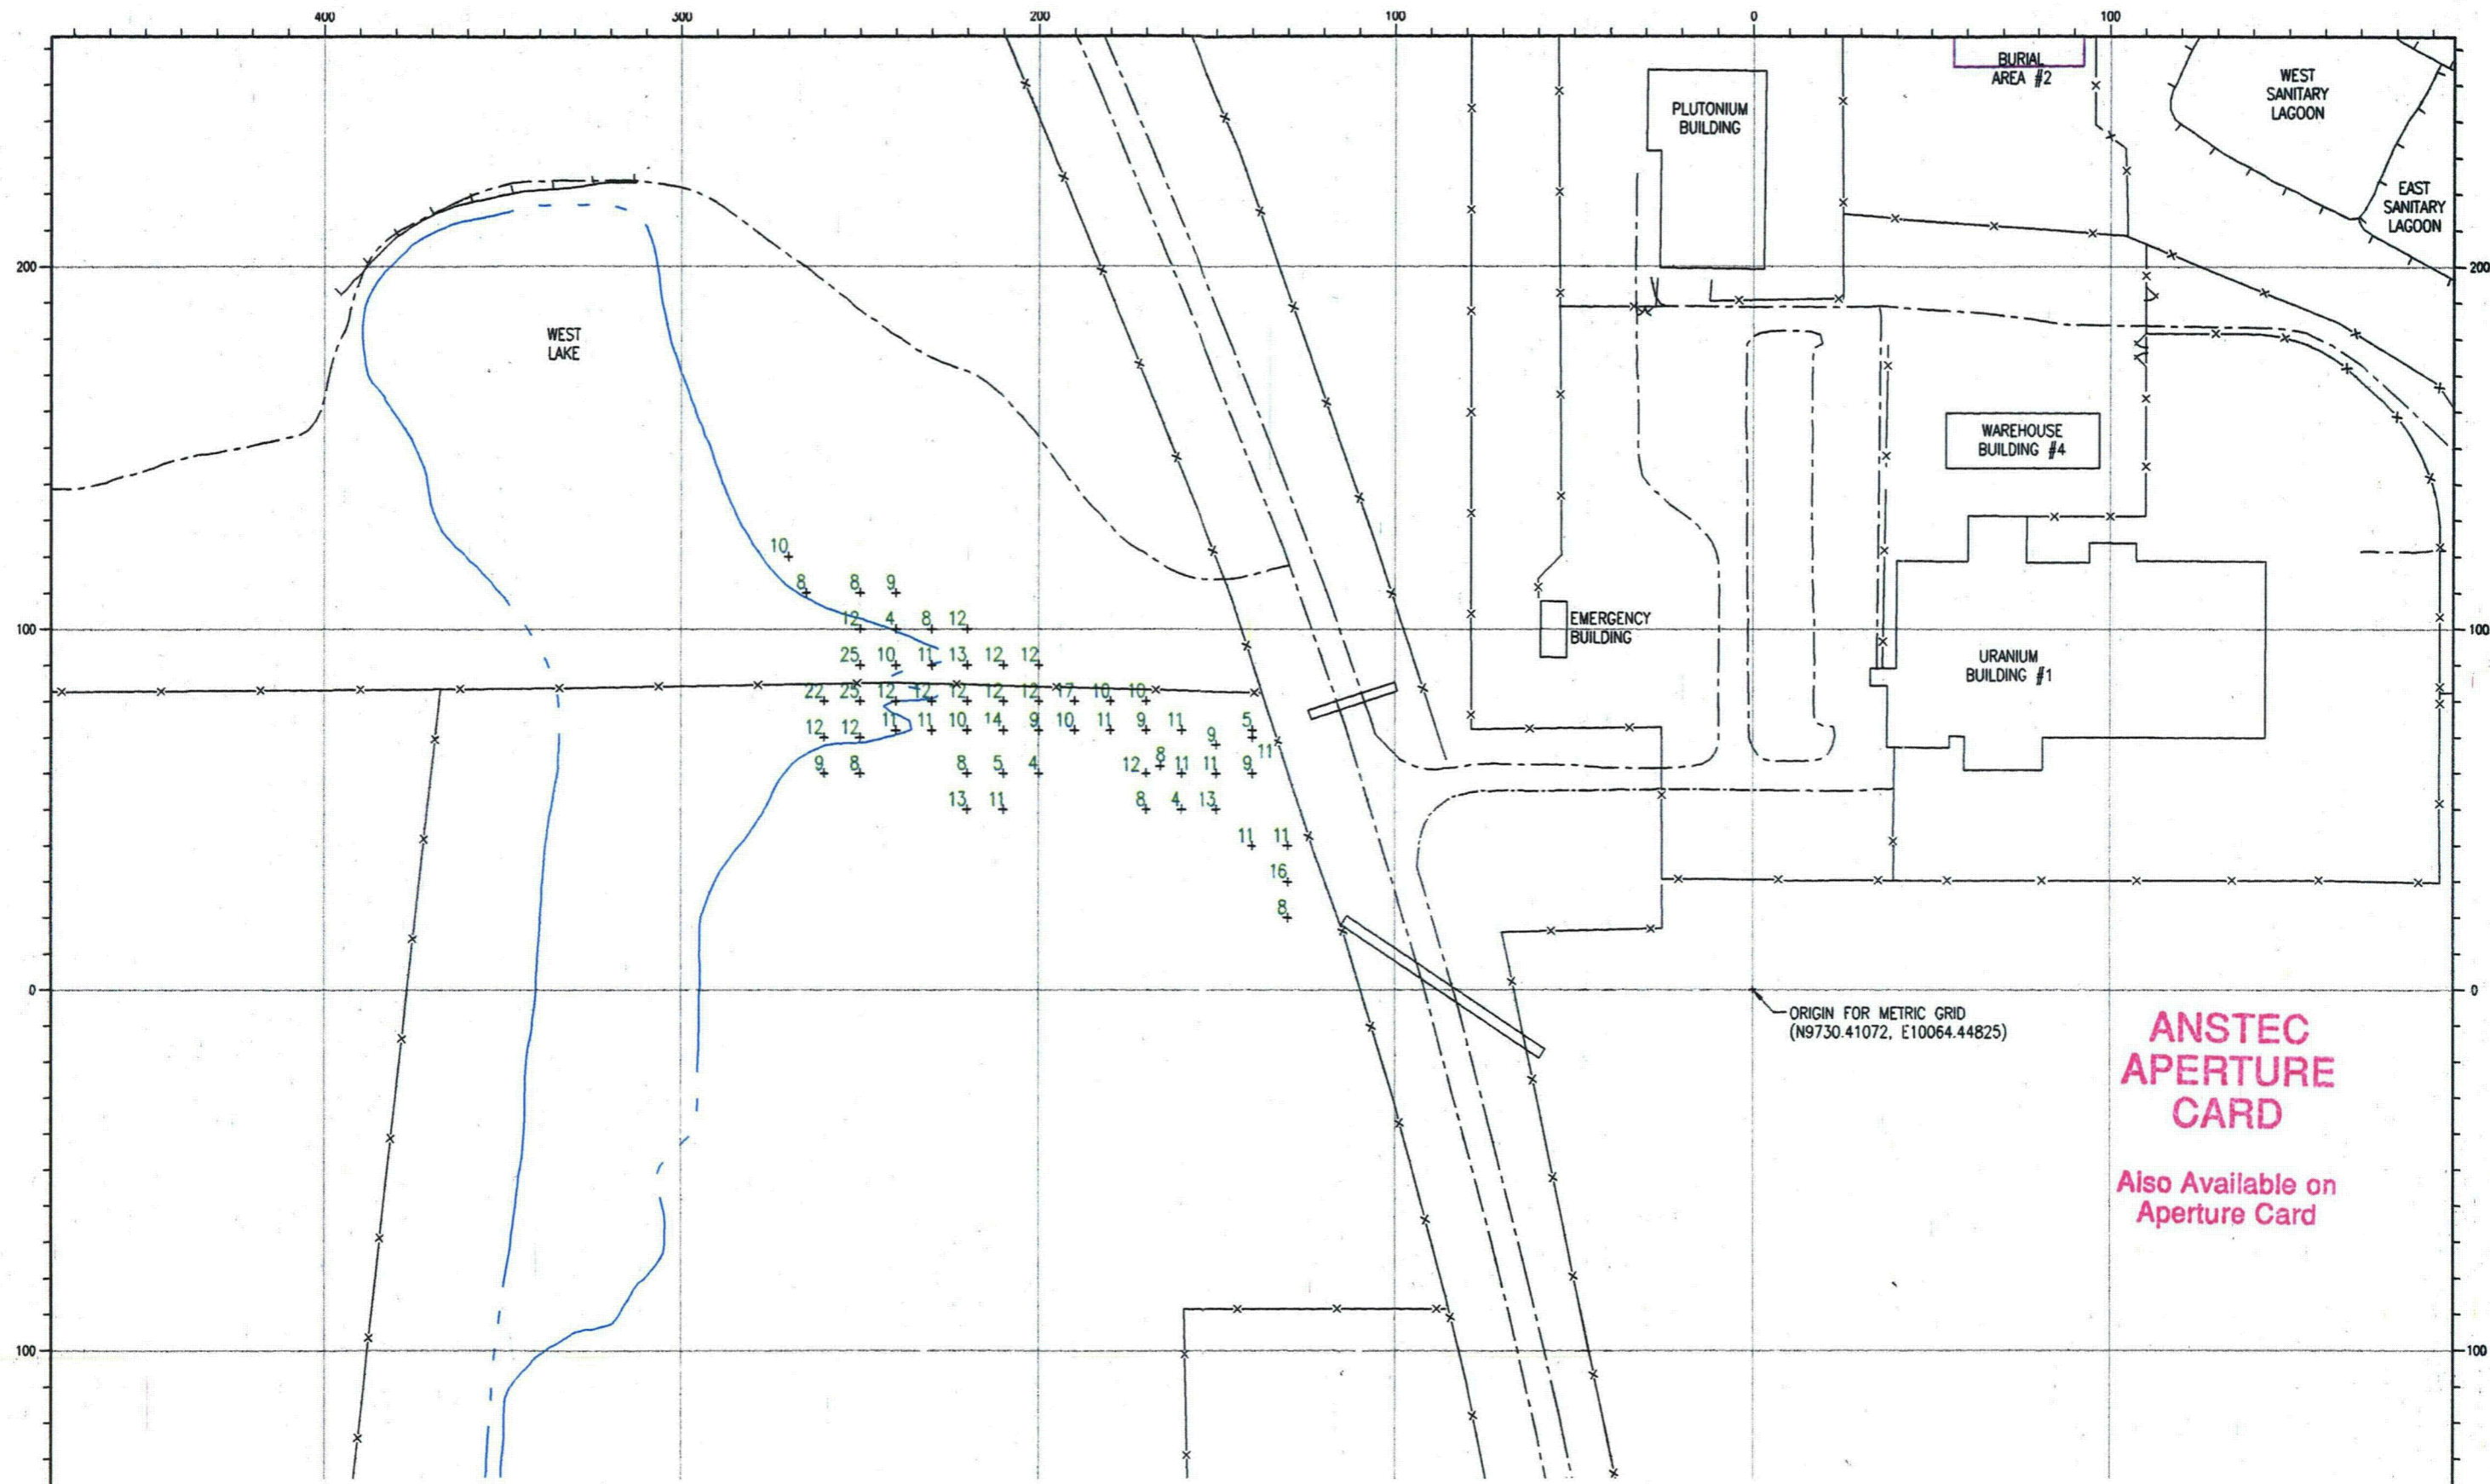 400 300 200 100 0 100
BURIAL
AREA #2
WEST
SANITARY
LAGOON
PLUTONIUM
BUILDING
EAST
SANITARY
LAGOON
200 200
WEST
LAKE
WAREHOUSE
BUILDING #4
10
8 8 9
12 4 8 12
100 100
EMERGENCY
BUILDING
25 10 11 13 12 12
URANIUM
BUILDING #1
22 25 12 12 12 12 12 17 10 10
12 12 11 11 10 14 9 10 11 9 11 9 5
11
9 8 8 5 4 12 8 11 11 9
13 11 8 4 13
11 11
16
8
0 0
ORIGIN FOR METRIC GRID
(N9730.41072, E10064.44825)
ANSTEC
APERTURE
CARD
Also Available on
Aperture Card
100 100